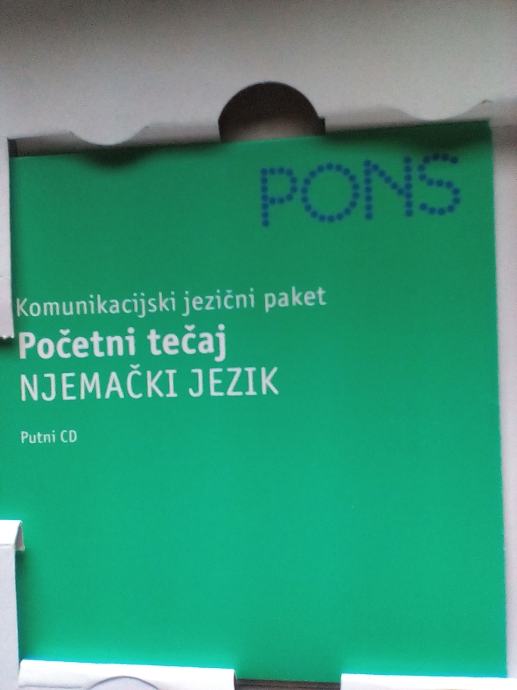 PONS
Komunikacijski jezični paket
Početni tečaj
NJEMAČKI JEZIK
Putni CD